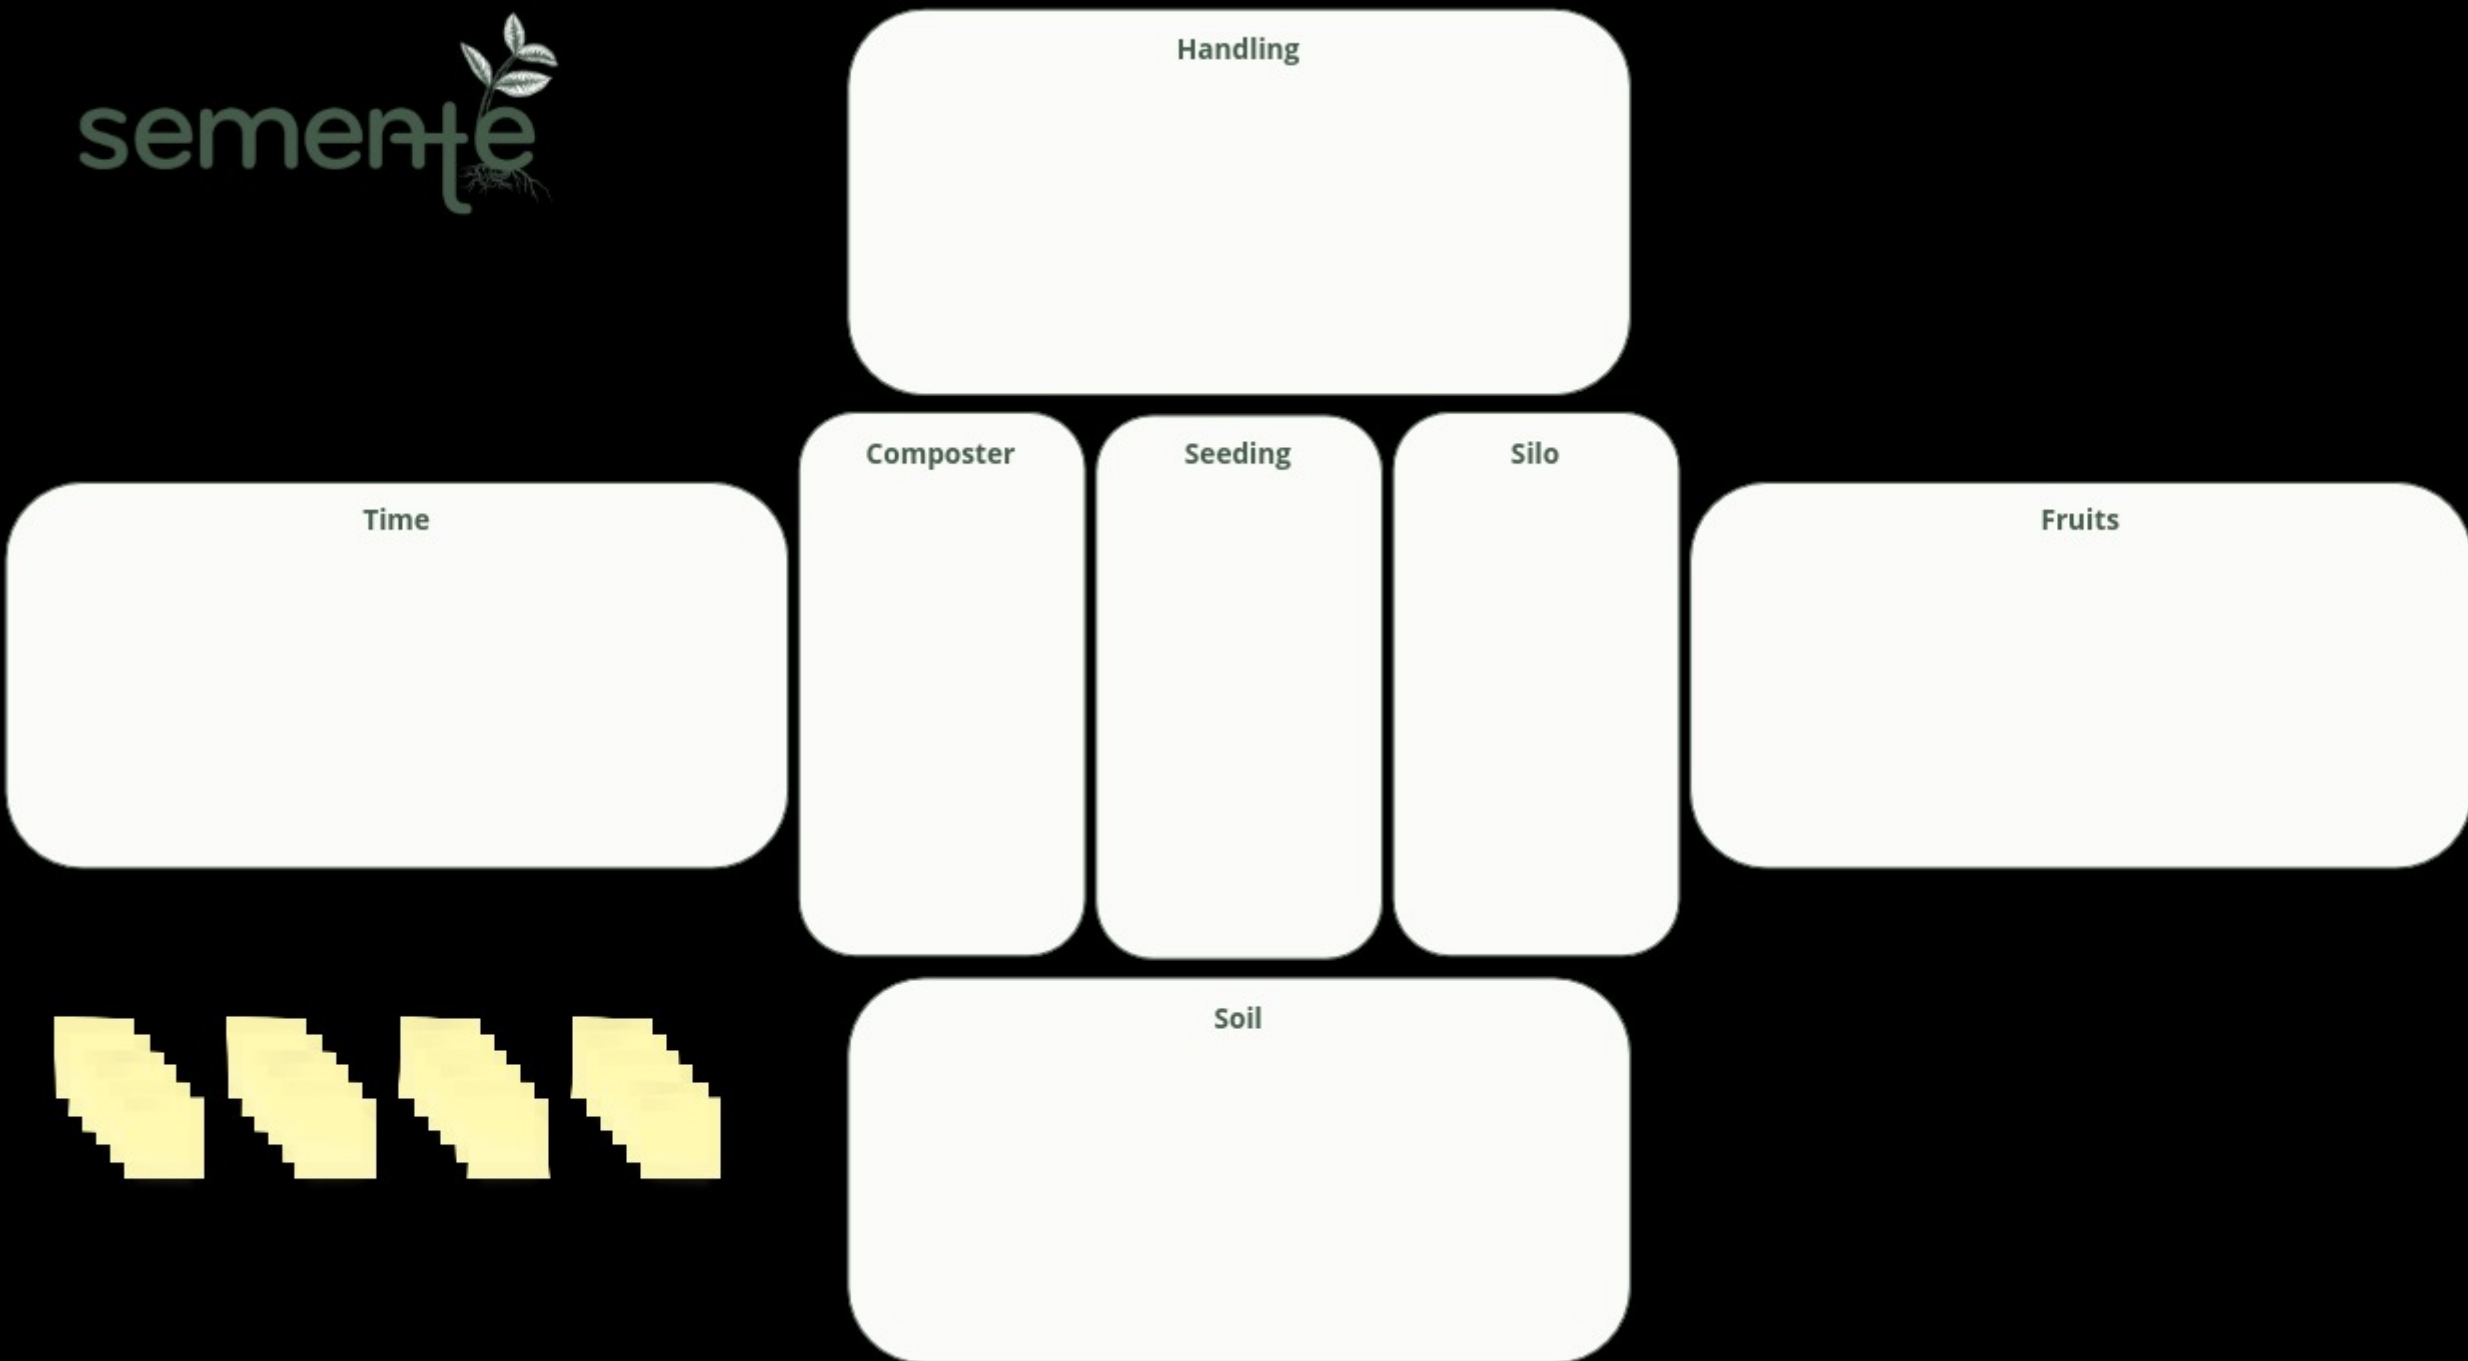 semente
Handling
Composter
Seeding
Silo
Time
Fruits
Soil